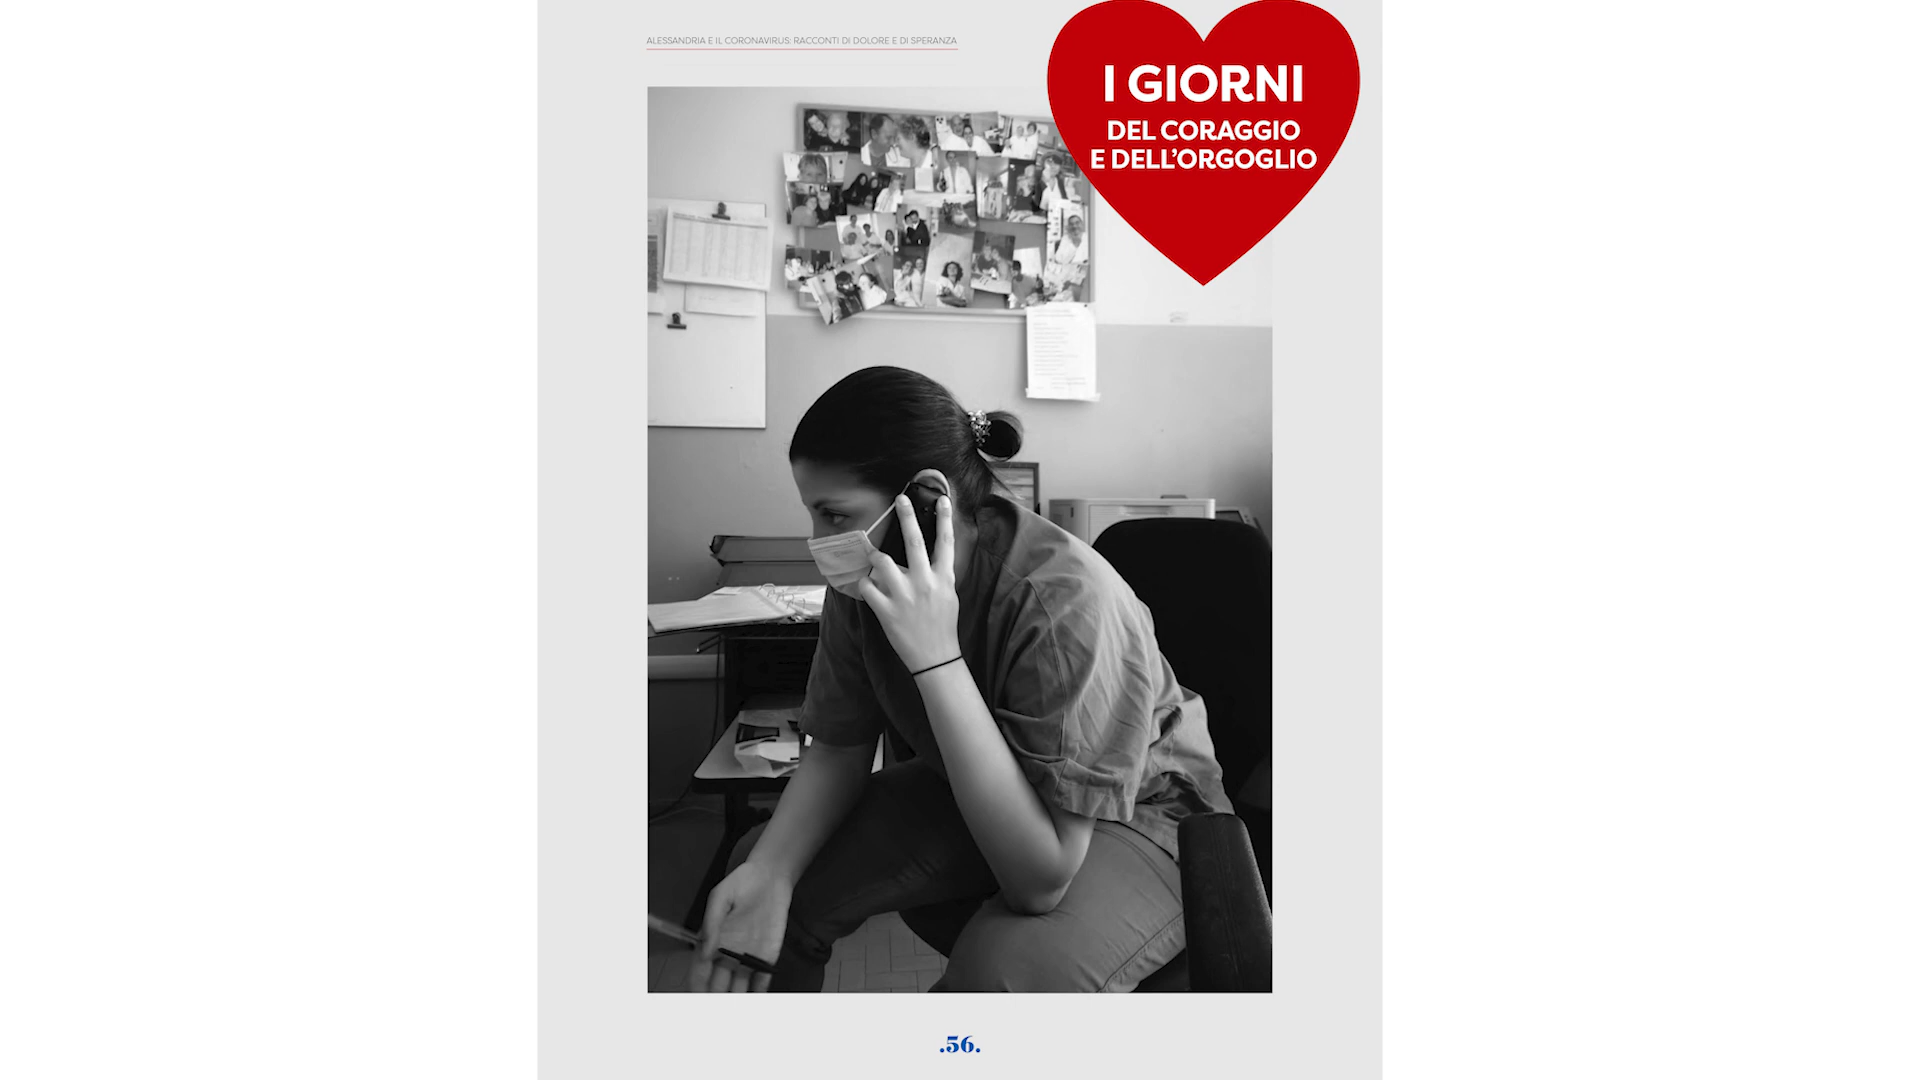 ALESSANDRIA E IL CORONAVIRUS: RACCONTI DI DOLORE E DI SPERANZA
I GIORNI
DEL CORAGGIO
E DELL'ORGOGLIO
.56.